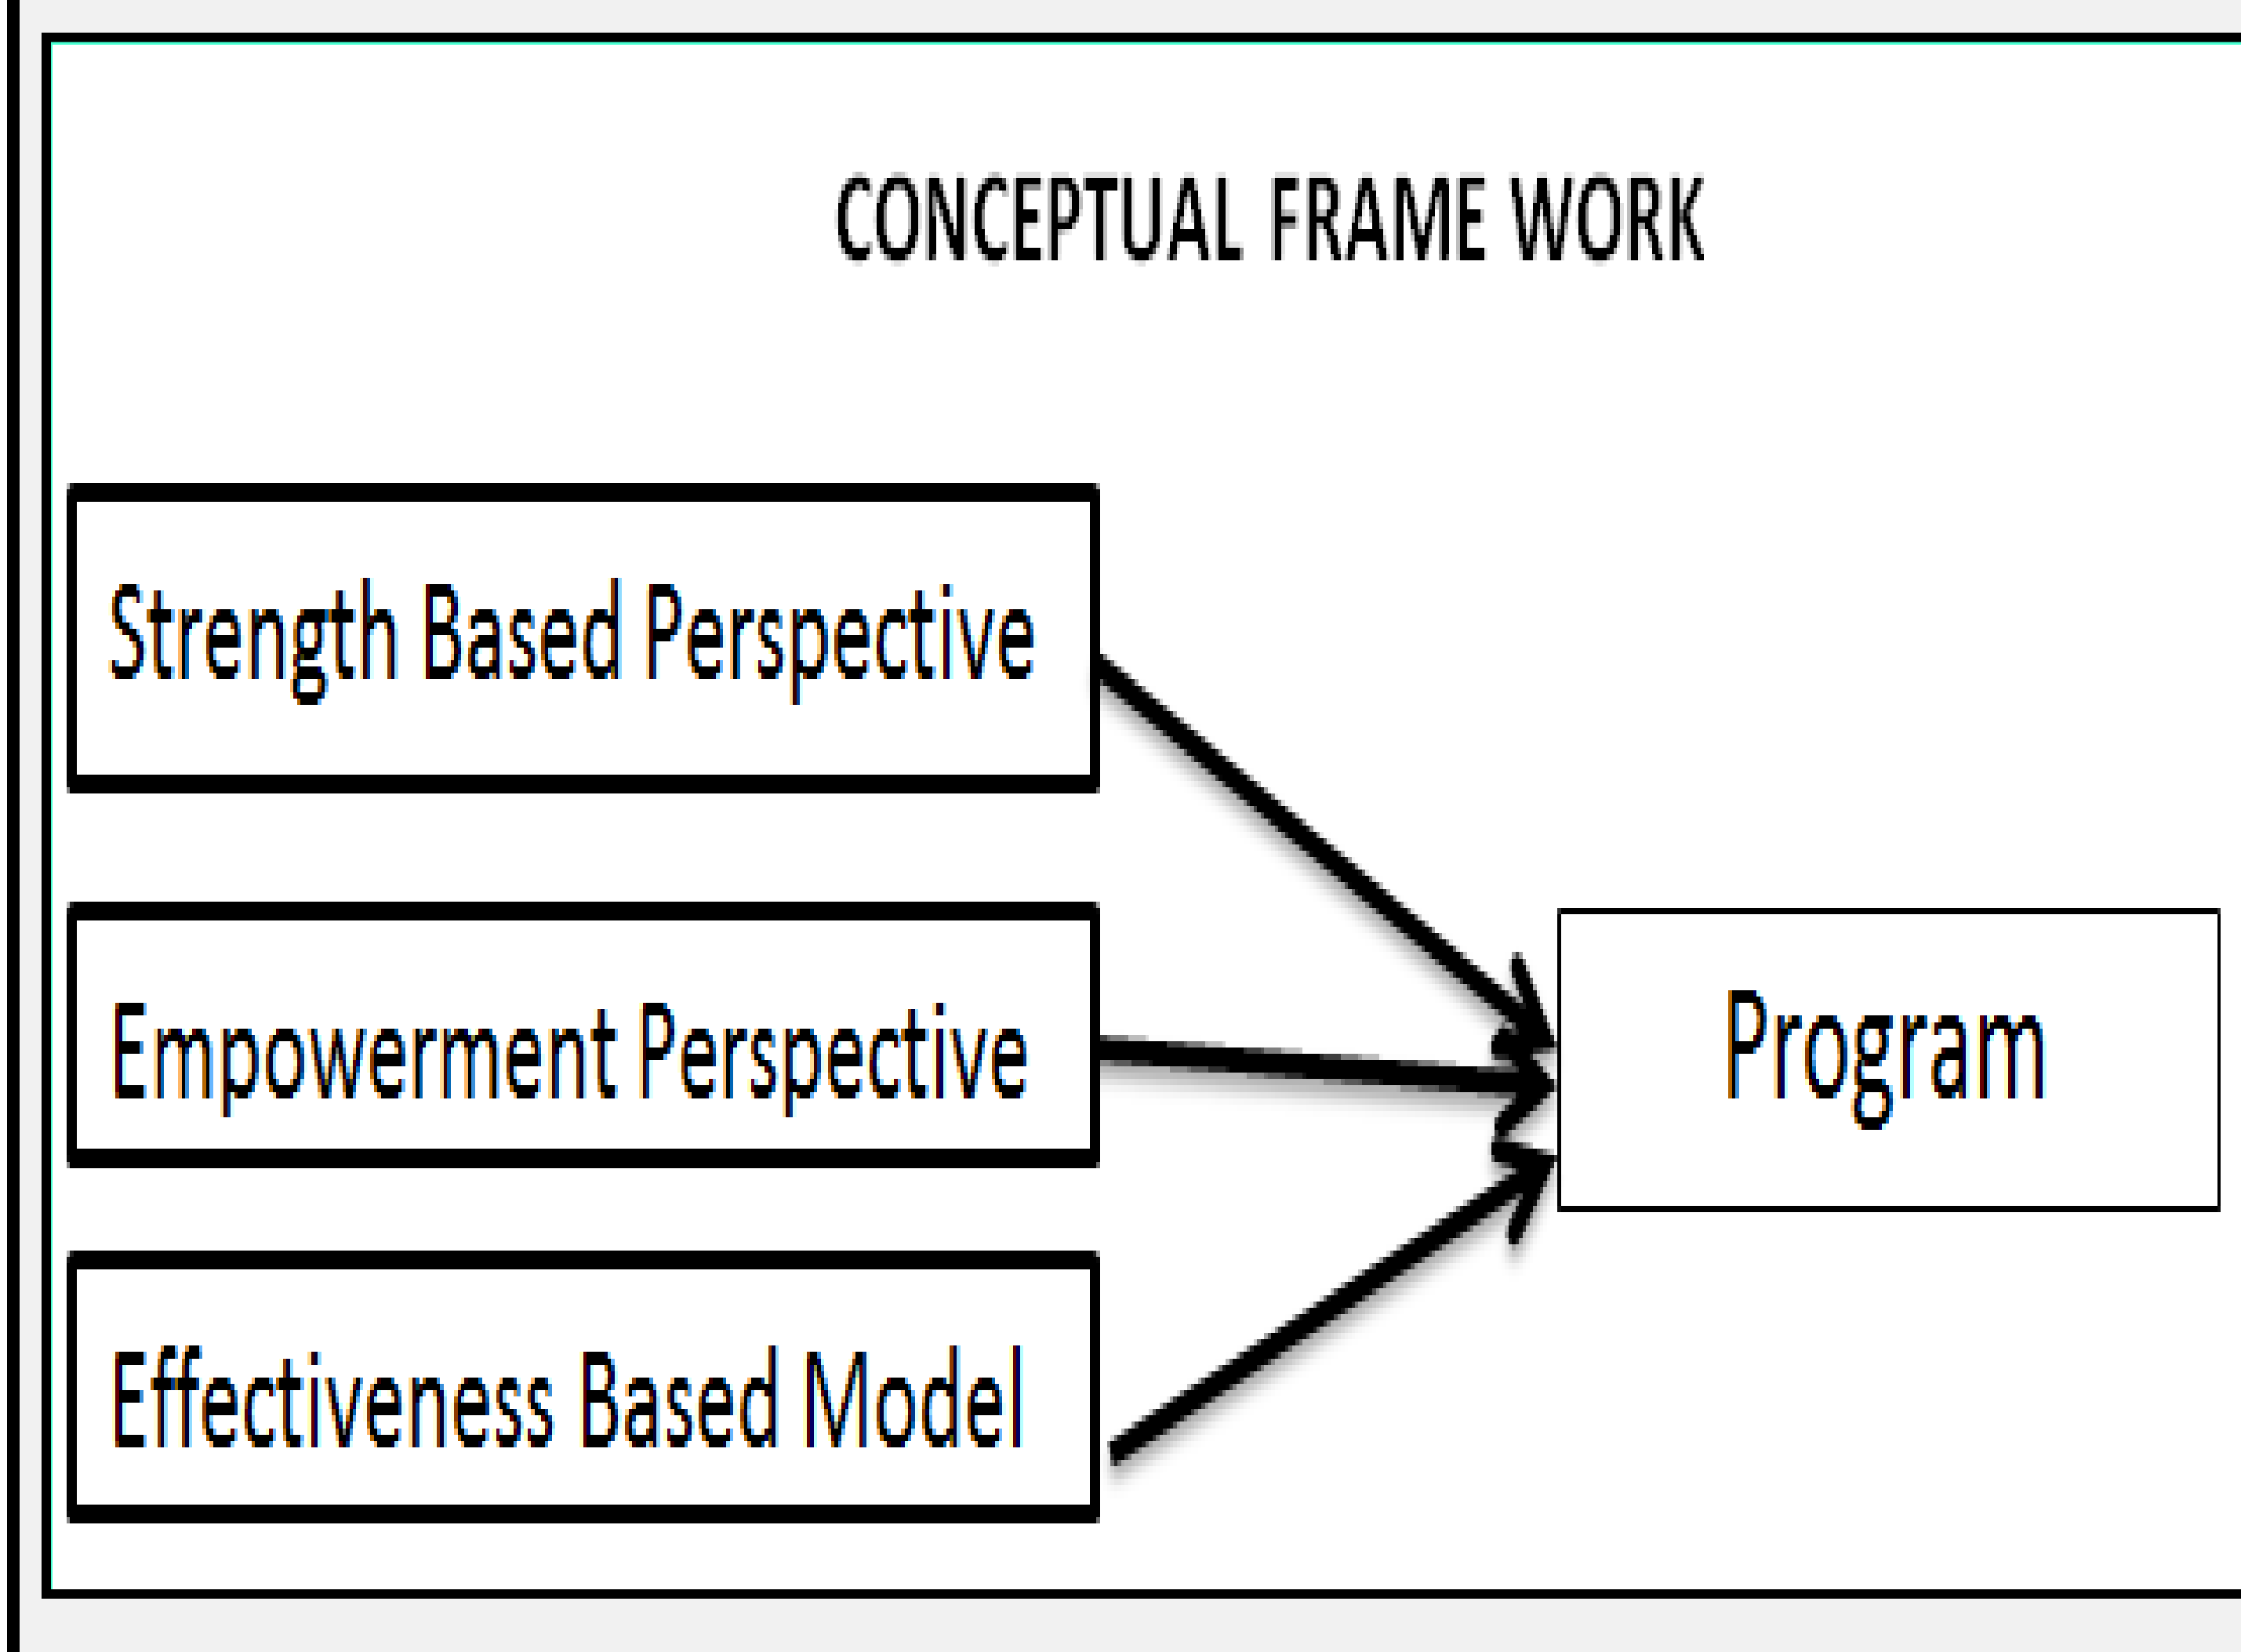 CONCEPTUAL FRAME WORK
Strength Based Perspective
Empowerment Perspective
Program
Effectiveness Based Model